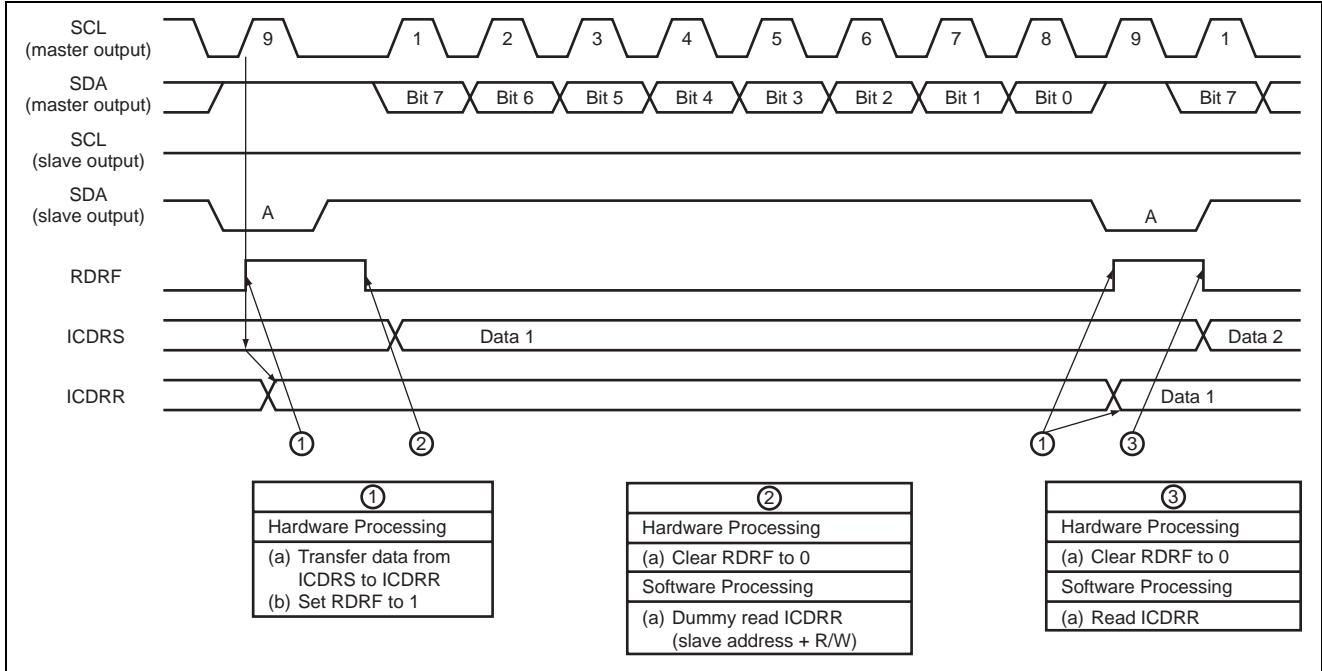 SCL
(master output)
9 1 2 3 4 5 6 7 8 9 1
SDA
(master output)
Bit 7 Bit 6 Bit 5 Bit 4 Bit 3 Bit 2 Bit 1 Bit 0 Bit 7
SCL
(slave output)
SDA
(slave output)
A A
RDRF
ICDRS
Data 1 Data 2
ICDRR
Data 1
① ② ① ③
①
Hardware Processing
(a) Transfer data from
ICDRS to ICDRR
(b) Set RDRF to 1
②
Hardware Processing
(a) Clear RDRF to 0
Software Processing
(a) Dummy read ICDRR
(slave address + R/W)
③
Hardware Processing
(a) Clear RDRF to 0
Software Processing
(a) Read ICDRR